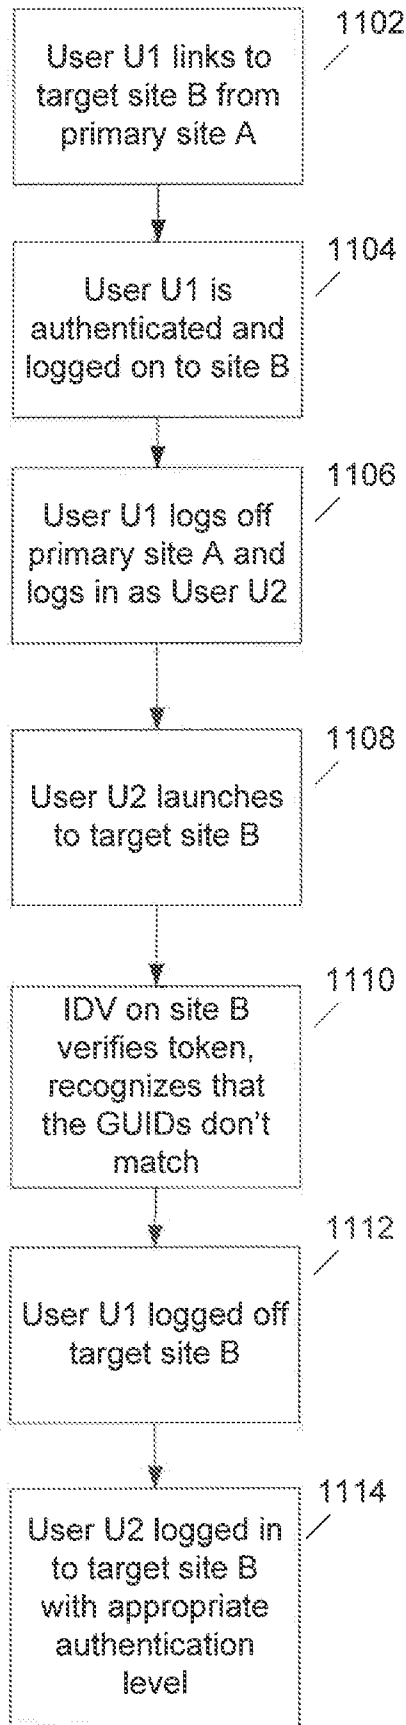 1102
User U1 links to
target site B from
primary site A
1104
User U1 is
authenticated and
logged on to site B
1106
User U1 logs off
primary site A and
logs in as User U2
1108
User U2 launches
to target site B
1110
IDV on site B
verifies token,
recognizes that
the GUIDs don't
match
1112
User U1 logged off
target site B
1114
User U2 logged in
to target site B
with appropriate
authentication
level